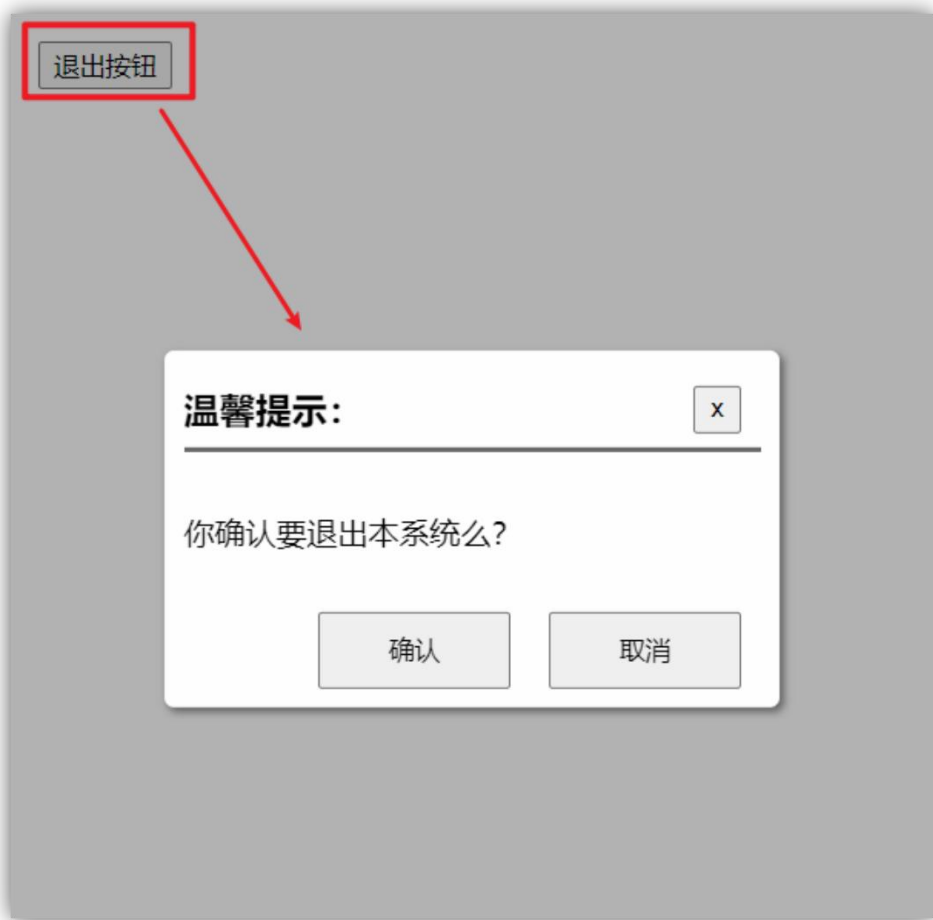 退出按钮
温馨提示：
x
你确认要退出本系统么？
确认
取消